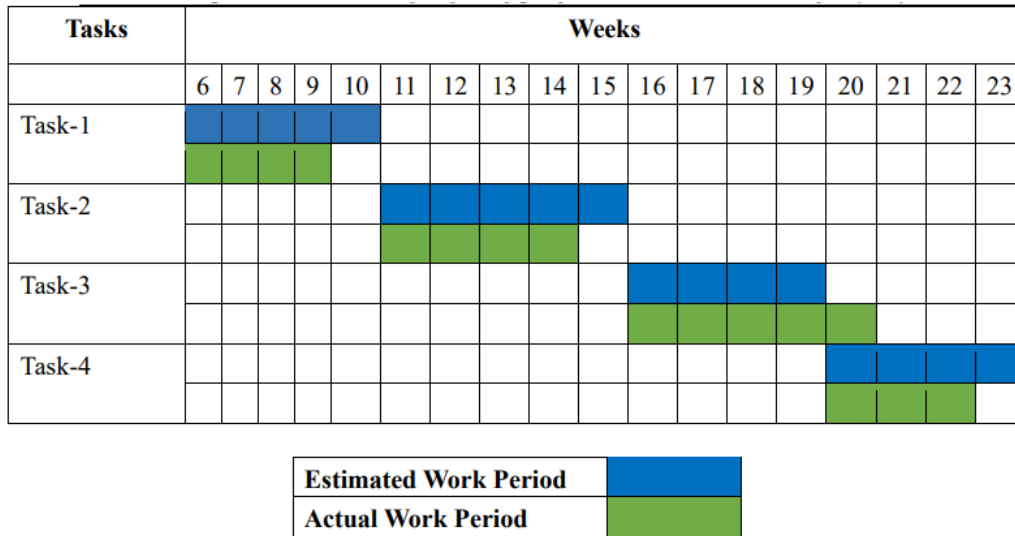 Tasks Weeks
6 7 8 9 10 11 12 13 14 15 16 17 18 19 20 21 22 23
Task-1
Task-2
Task-3
Task-4
Estimated Work Period
Actual Work Period